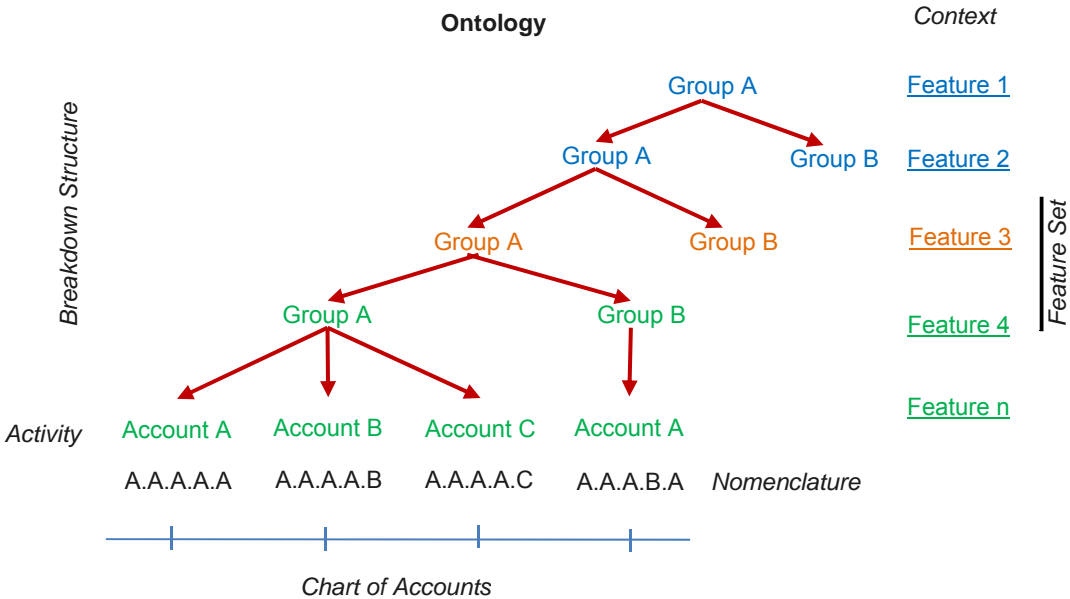 Context
Ontology
Group A
Feature 1
Group A
Group B
Feature 2
Breakdown Structure
Feature Set
Group A
Group B
Feature 3
Group A
Group B
Feature 4
Feature n
Activity
Account A
Account B
Account C
Account A
A.A.A.A.A
A.A.A.A.B
A.A.A.A.C
A.A.A.B.A
Nomenclature
Chart of Accounts